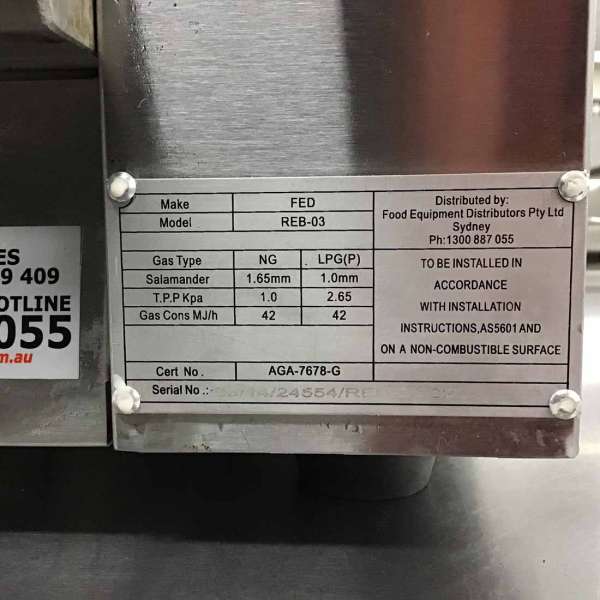 ES
9 409
OTLINE
055
m.au
Make FED
Model REB-03
Gas Type NG LPG(P)
Salamander 1.65mm 1.0mm
T.P.P Kpa 1.0 2.65
Gas Cons MJ/h 42 42
Cert No. AGA-7678-G
Serial No.:
Distributed by:
Food Equipment Distributors Pty Ltd
Sydney
Ph:1300 887 055
TO BE INSTALLED IN
ACCORDANCE
WITH INSTALLATION
INSTRUCTIONS,AS5601 AND
ON A NON-COMBUSTIBLE SURFACE